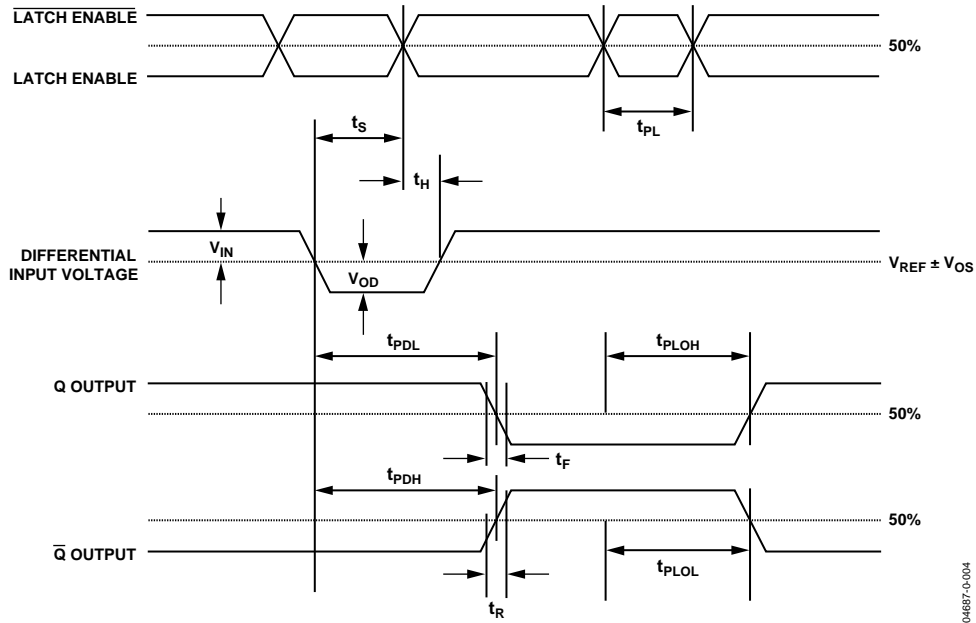 LATCH ENABLE
50%
LATCH ENABLE
tS
tPL
tH
VIN
DIFFERENTIAL
INPUT VOLTAGE
VOD
VREF ± VOS
tPDL
tPLOH
Q OUTPUT
50%
tF
tPDH
50%
Q̅ OUTPUT
tPLOL
tR
04687-0-004